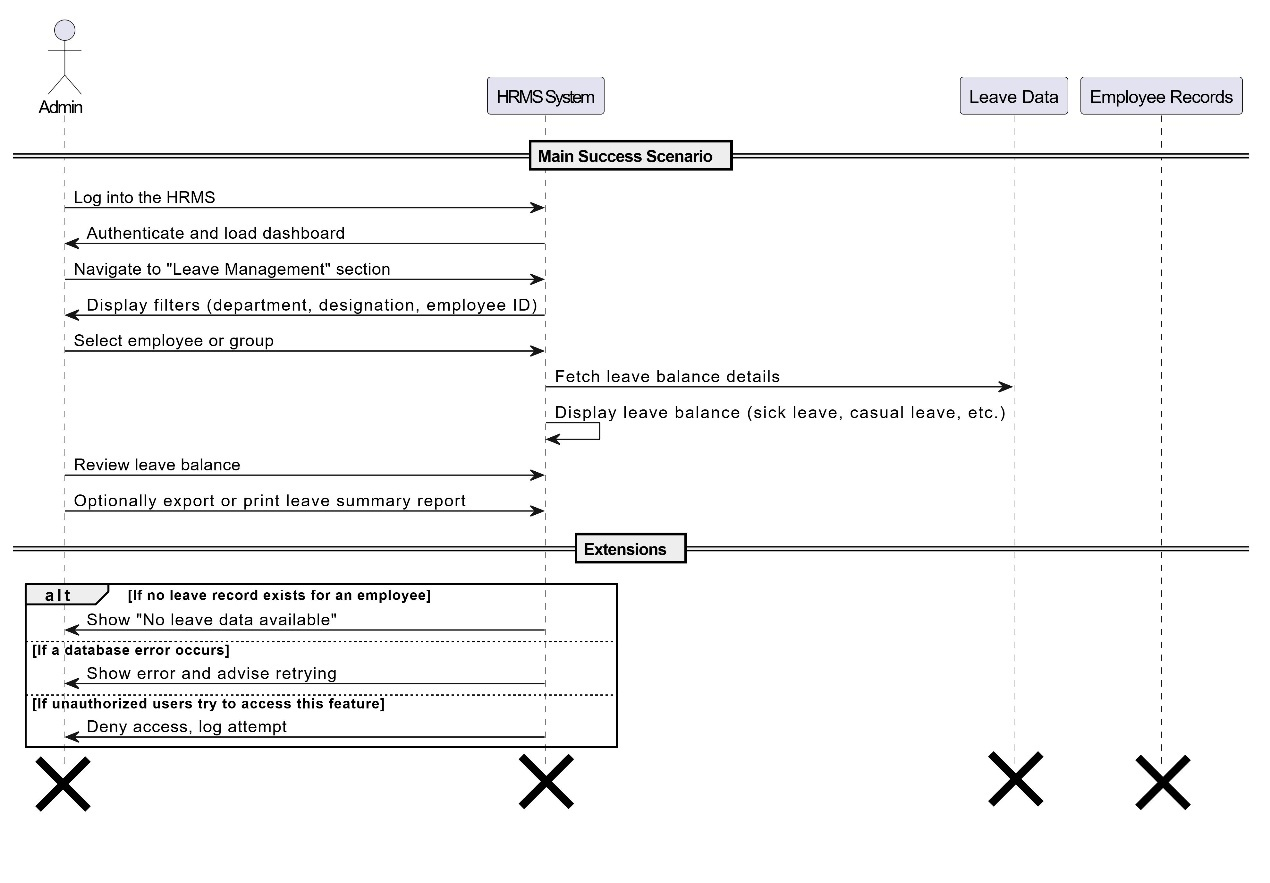 Admin
HRMS System
Leave Data
Employee Records
Main Success Scenario
Log into the HRMS
Authenticate and load dashboard
Navigate to "Leave Management" section
Display filters (department, designation, employee ID)
Select employee or group
Fetch leave balance details
Display leave balance (sick leave, casual leave, etc.)
Review leave balance
Optionally export or print leave summary report
Extensions
alt [If no leave record exists for an employee]
Show "No leave data available"
[If a database error occurs]
Show error and advise retrying
[If unauthorized users try to access this feature]
Deny access, log attempt